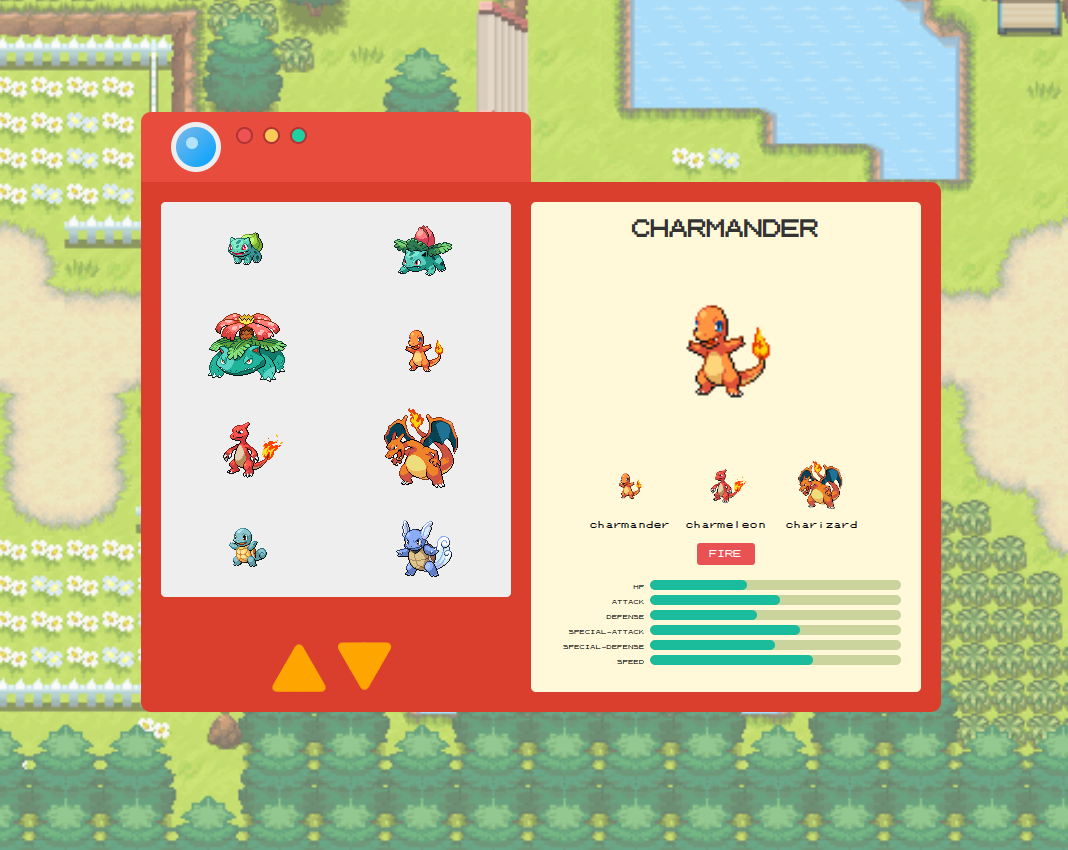 CHARMANDER
charmander charmeleon charizard
FIRE
HP
ATTACK
DEFENSE
SPECIAL-ATTACK
SPECIAL-DEFENSE
SPEED